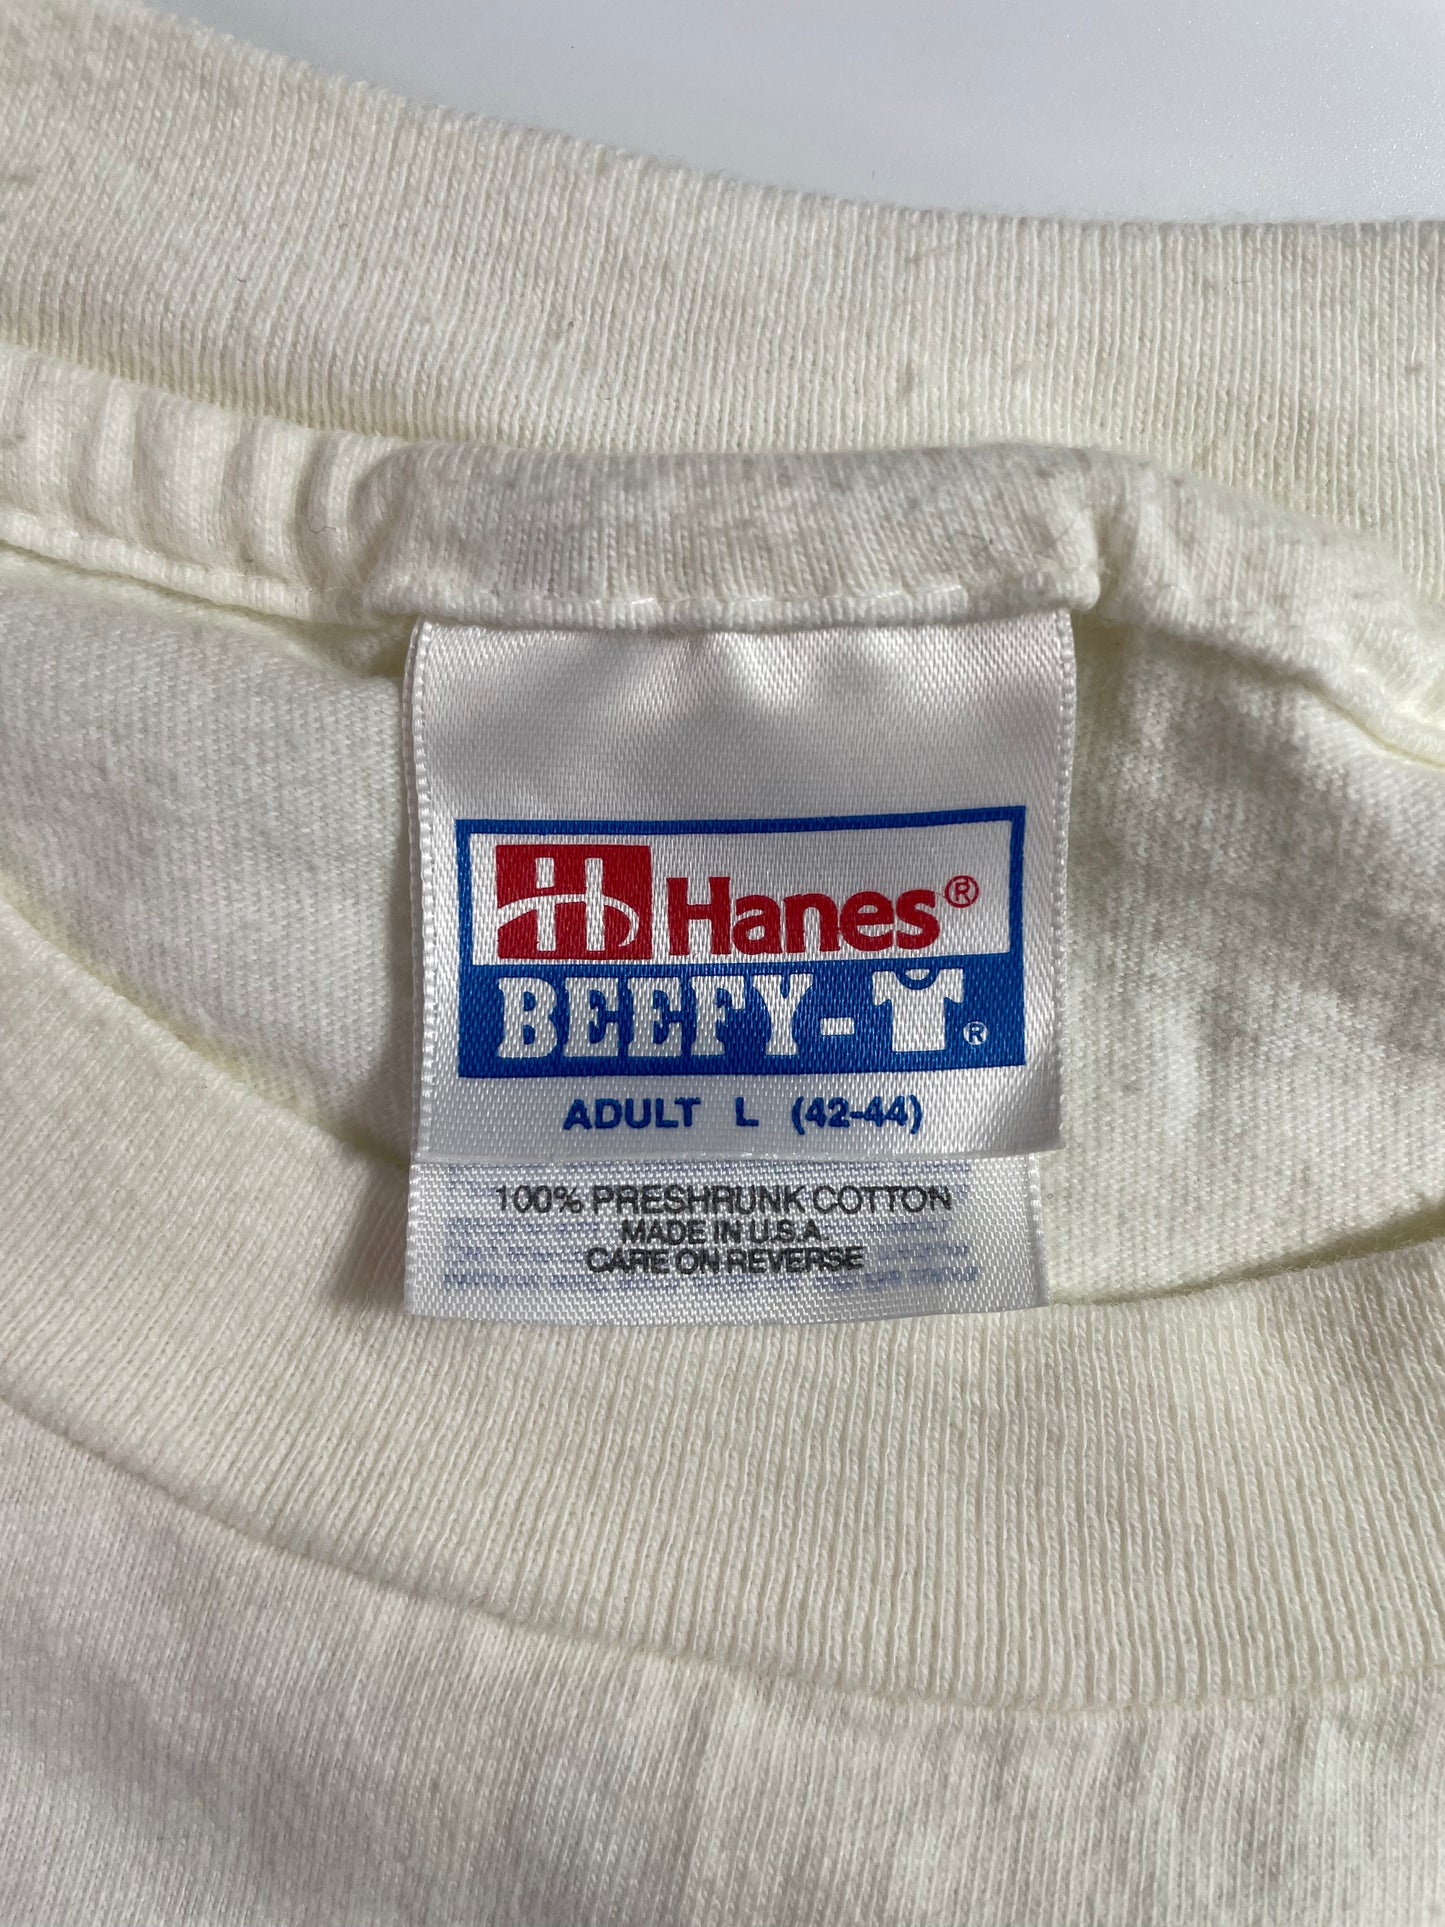 Hanes®
BEEFY-T®
ADULT L (42-44)
100% PRESHRUNK COTTON
MADE IN U.S.A.
CARE ON REVERSE